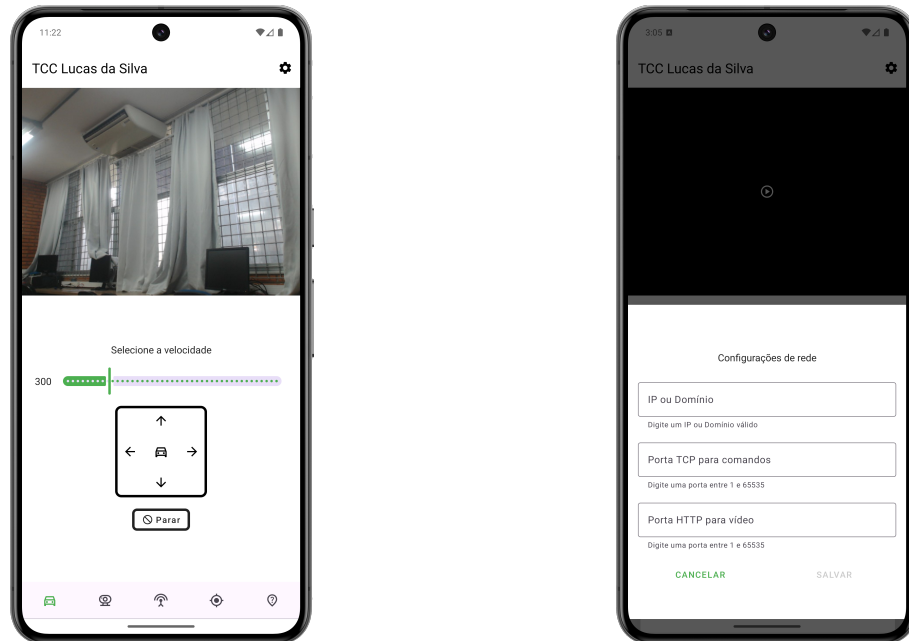 11:22
TCC Lucas da Silva
Selecione a velocidade
300
Parar
3:05
TCC Lucas da Silva
Configurações de rede
IP ou Domínio
Digite um IP ou Domínio válido
Porta TCP para comandos
Digite uma porta entre 1 e 65535
Porta HTTP para vídeo
Digite uma porta entre 1 e 65535
CANCELAR SALVAR